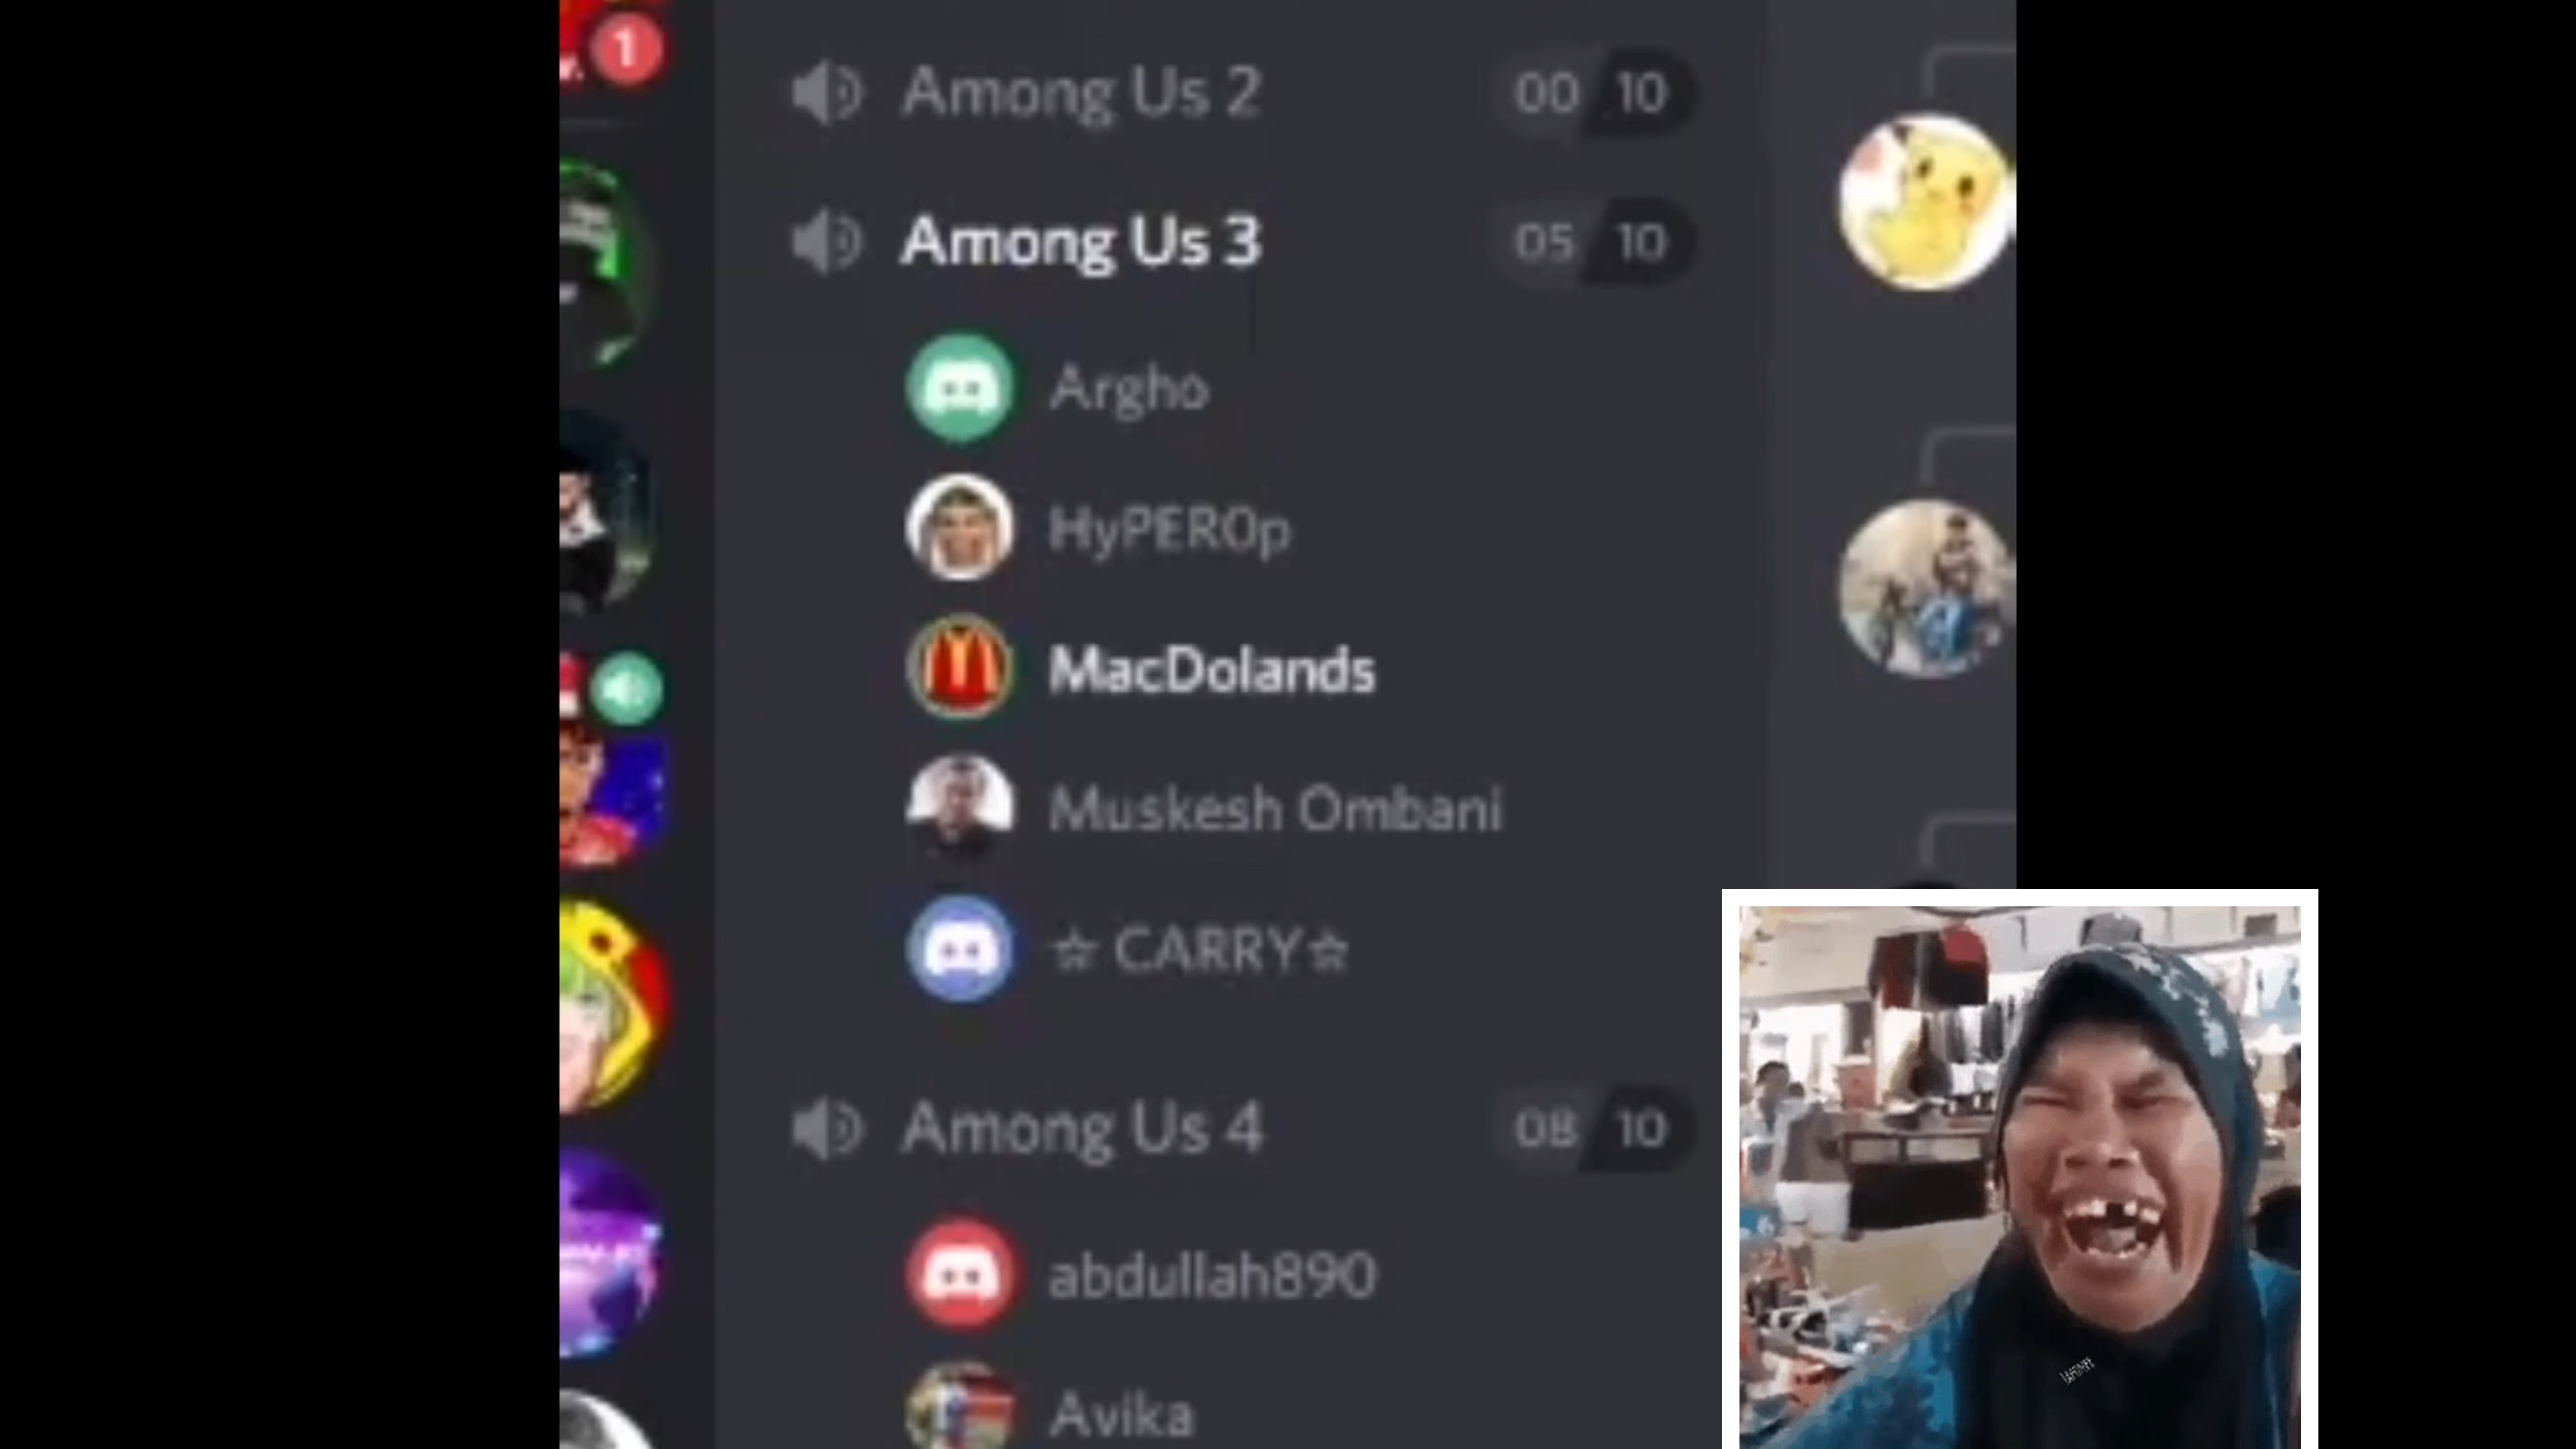 1
Among Us 2 00 10
Among Us 3 05 10
Argho
HyPER0p
MacDolands
Muskesh Ombani
☆ CARRY☆
Among Us 4 08 10
abdullah890
Avika